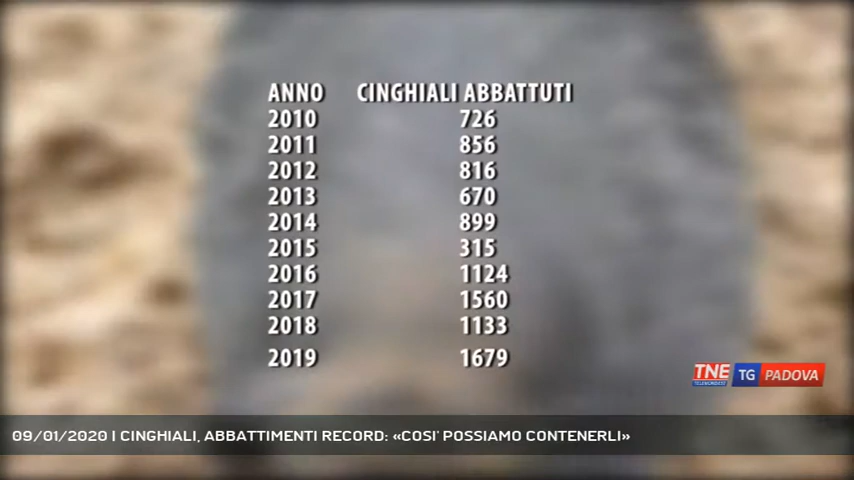 ANNO CINGHIALI ABBATTUTI
2010 726
2011 856
2012 816
2013 670
2014 899
2015 315
2016 1124
2017 1560
2018 1133
2019 1679
TNE TG PADOVA
TELENORDEST
09/01/2020 | CINGHIALI, ABBATTIMENTI RECORD: «COSI' POSSIAMO CONTENERLI»